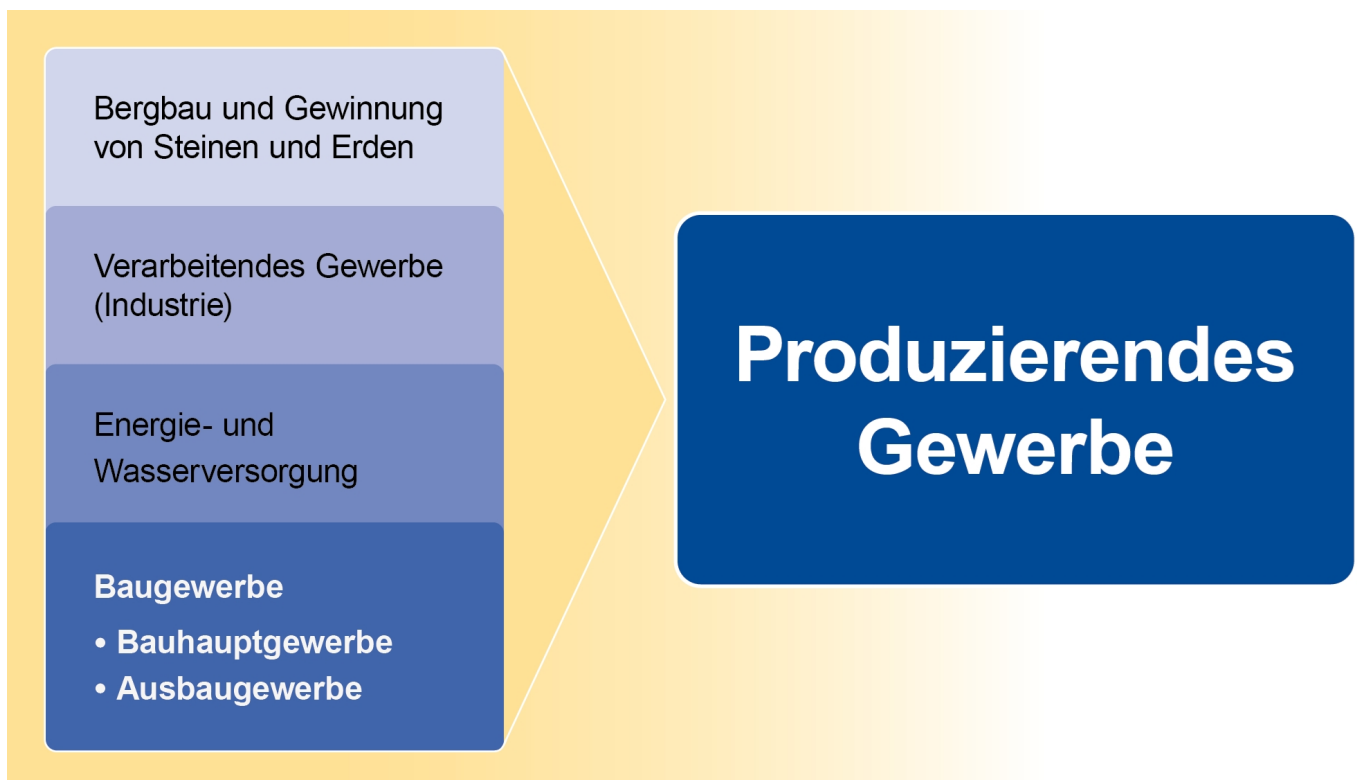 Bergbau und Gewinnung
von Steinen und Erden
Verarbeitendes Gewerbe
(Industrie)
Energie- und
Wasserversorgung
Baugewerbe
• Bauhauptgewerbe
• Ausbaugewerbe
Produzierendes
Gewerbe